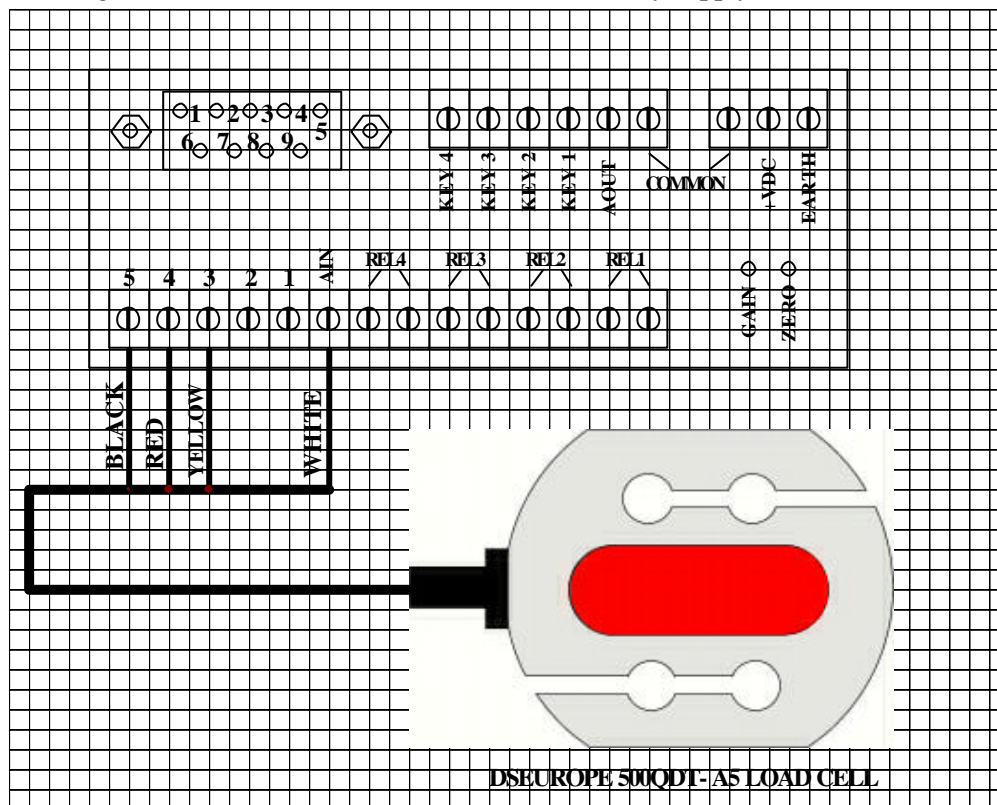 1 2 3 4 5
6 7 8 9
KEY 4 KEY 3 KEY 2 KEY 1 AOUT COMMON +VDC EARTH
5 4 3 2 1 AIN REL4 REL3 REL2 REL1
GAIN ZERO
BLACK RED YELLOW WHITE
DSEUROPE 500QDT- A5 LOAD CELL